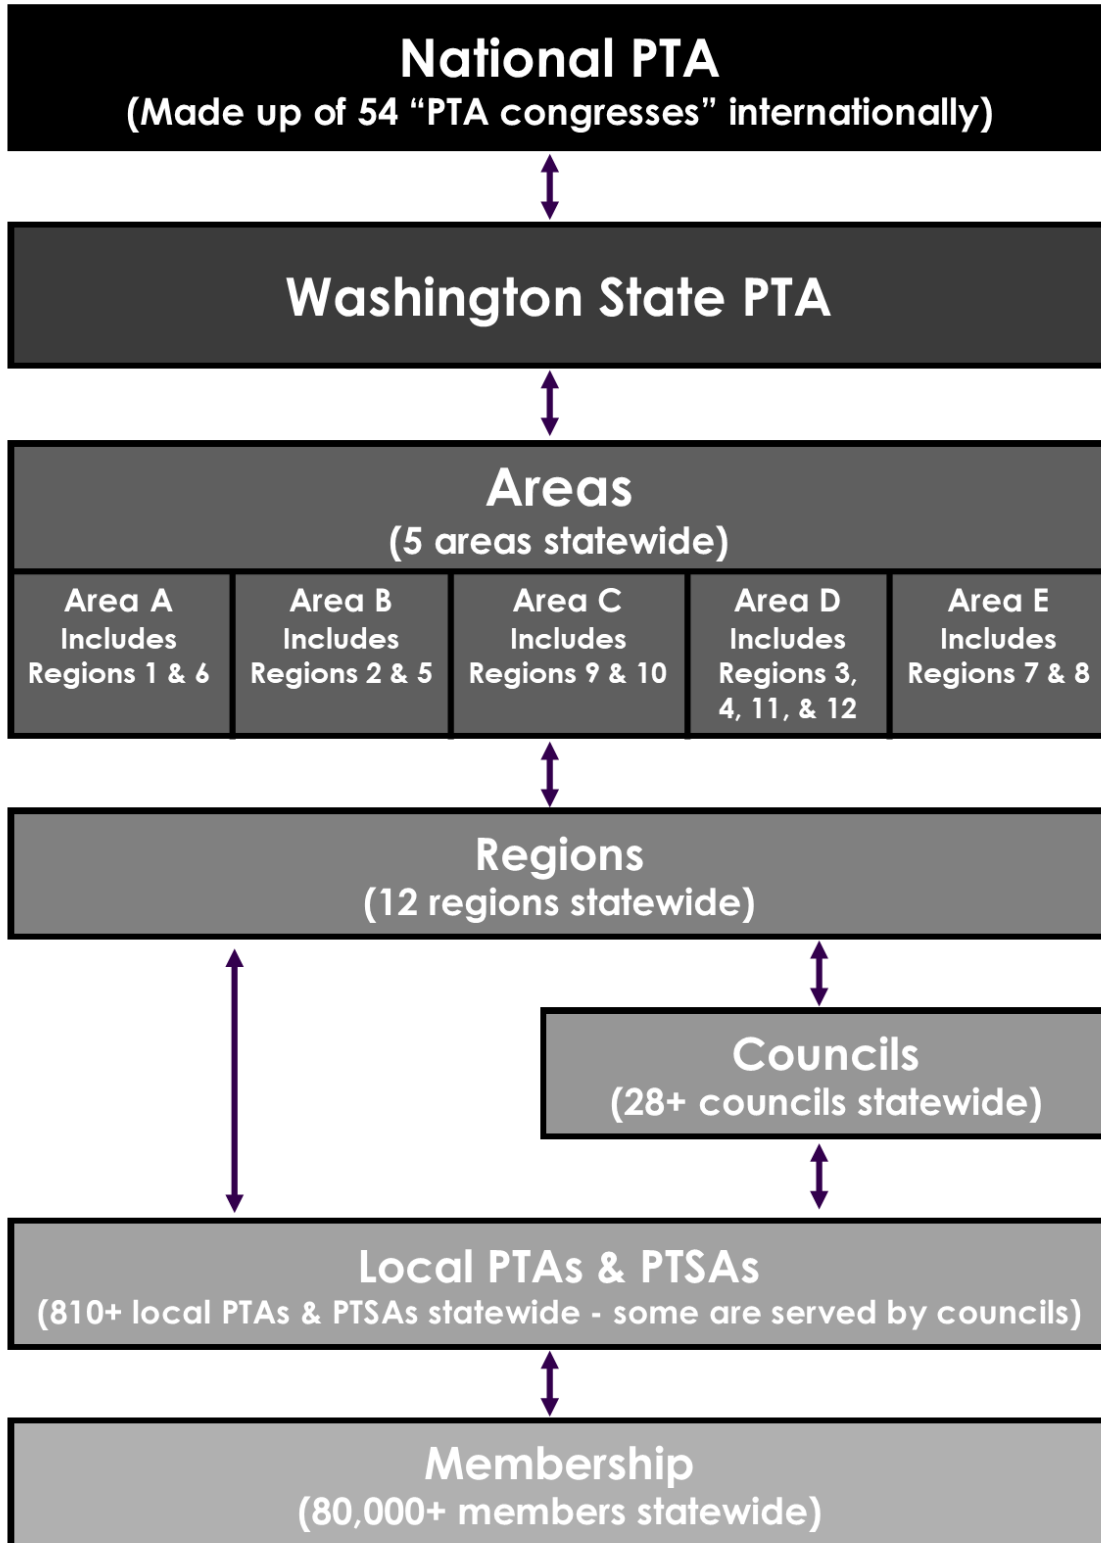 National PTA
(Made up of 54 “PTA congresses” internationally)
Washington State PTA
Areas
(5 areas statewide)
Area A
Includes
Regions 1 & 6
Area B
Includes
Regions 2 & 5
Area C
Includes
Regions 9 & 10
Area D
Includes
Regions 3,
4, 11, & 12
Area E
Includes
Regions 7 & 8
Regions
(12 regions statewide)
Councils
(28+ councils statewide)
Local PTAs & PTSAs
(810+ local PTAs & PTSAs statewide - some are served by councils)
Membership
(80,000+ members statewide)